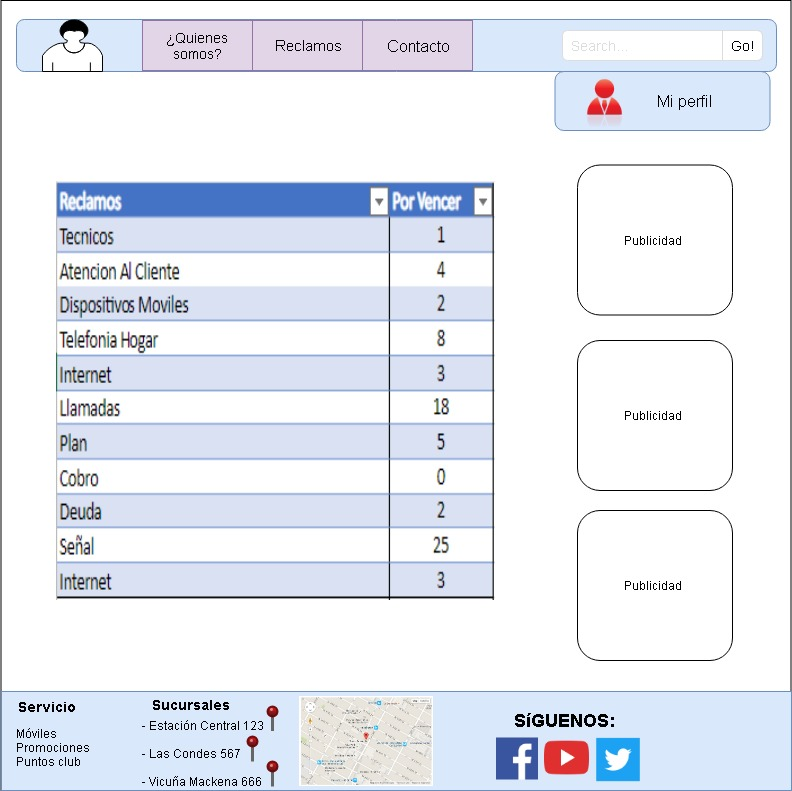 ¿Quienes
somos?
Reclamos
Contacto
Search...
Go!
Mi perfil
Reclamos Por Vencer
Tecnicos 1
Atencion Al Cliente 4
Dispositivos Moviles 2
Telefonia Hogar 8
Internet 3
Llamadas 18
Plan 5
Cobro 0
Deuda 2
Señal 25
Internet 3
Publicidad
Publicidad
Publicidad
Servicio
Móviles
Promociones
Puntos club
Sucursales
- Estación Central 123
- Las Condes 567
- Vicuña Mackena 666
SíGUENOS: